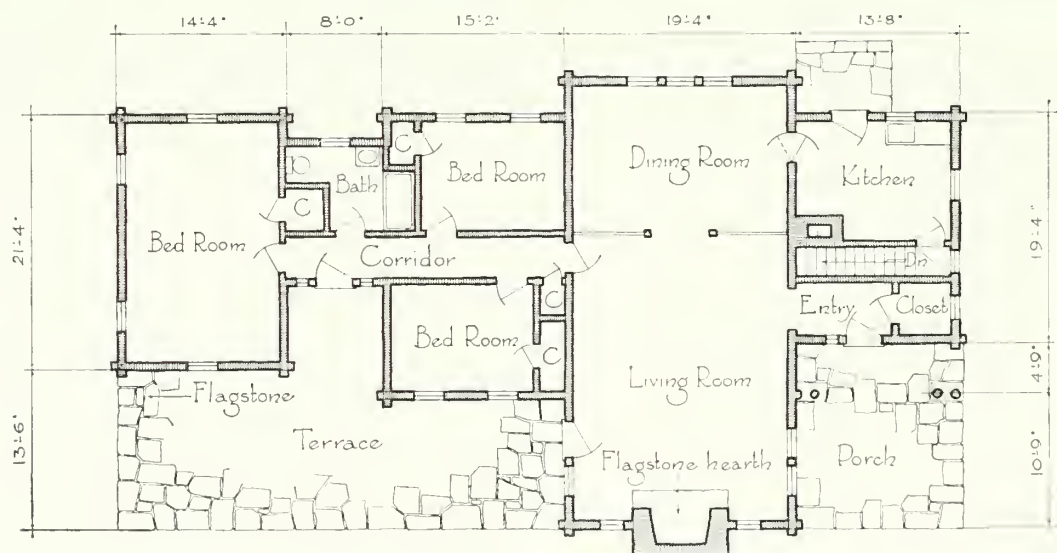 14'-4"
8'-0"
15'-2"
19'-4"
13'-8"
C
Bath
Bed Room
Dining Room
Kitchen
C
Bed Room
Corridor
Dn
21'-4"
19'-4"
C
Entry
Closet
Bed Room
C
Living Room
4'-9"
Flagstone
Terrace
13'-6"
Flagstone hearth
Porch
10'-9"